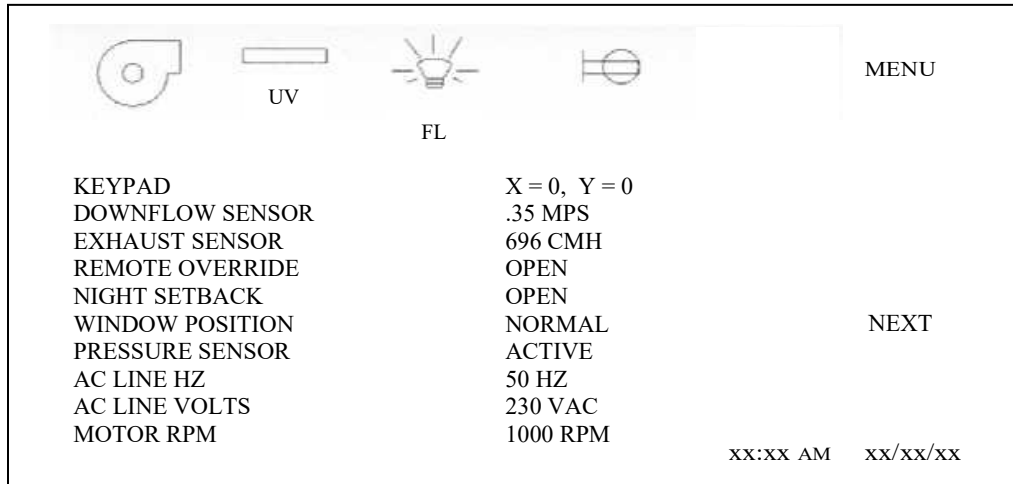 MENU
UV
FL
KEYPAD X = 0, Y = 0
DOWNFLOW SENSOR .35 MPS
EXHAUST SENSOR 696 CMH
REMOTE OVERRIDE OPEN
NIGHT SETBACK OPEN
WINDOW POSITION NORMAL NEXT
PRESSURE SENSOR ACTIVE
AC LINE HZ 50 HZ
AC LINE VOLTS 230 VAC
MOTOR RPM 1000 RPM
xx:xx AM xx/xx/xx